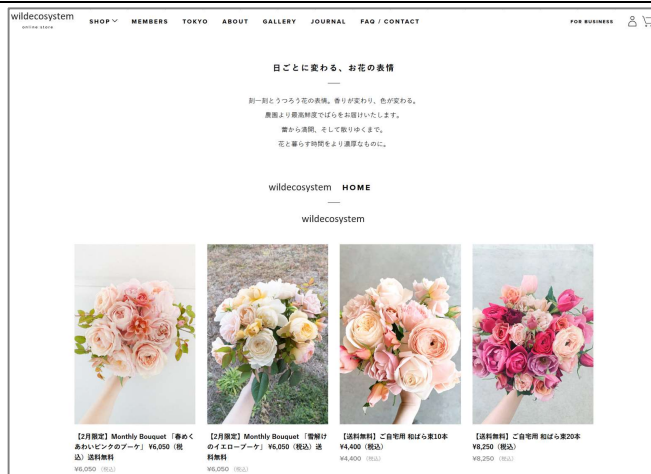 wildecosystem
online store
SHOP MEMBERS TOKYO ABOUT GALLERY JOURNAL FAQ / CONTACT FOR BUSINESS
日ごとに変わる、お花の表情
刻一刻とうつろう花の表情。香りが変わり、色が変わる。
農園より最高鮮度でばらをお届けいたします。
蕾から満開、そして散りゆくまで。
花と暮らす時間をより濃厚なものに。
wildecosystem HOME
wildecosystem
【2月限定】Monthly Bouquet 「春めく
あわいピンクのブーケ」 ¥6,050（税
込）送料無料
¥6,050 （税込）
【2月限定】Monthly Bouquet 「雪解け
のイエローブーケ」 ¥6,050（税込）送
料無料
¥6,050 （税込）
【送料無料】ご自宅用 和ばら束10本
¥4,400（税込）
¥4,400 （税込）
【送料無料】ご自宅用 和ばら束20本
¥8,250（税込）
¥8,250 （税込）